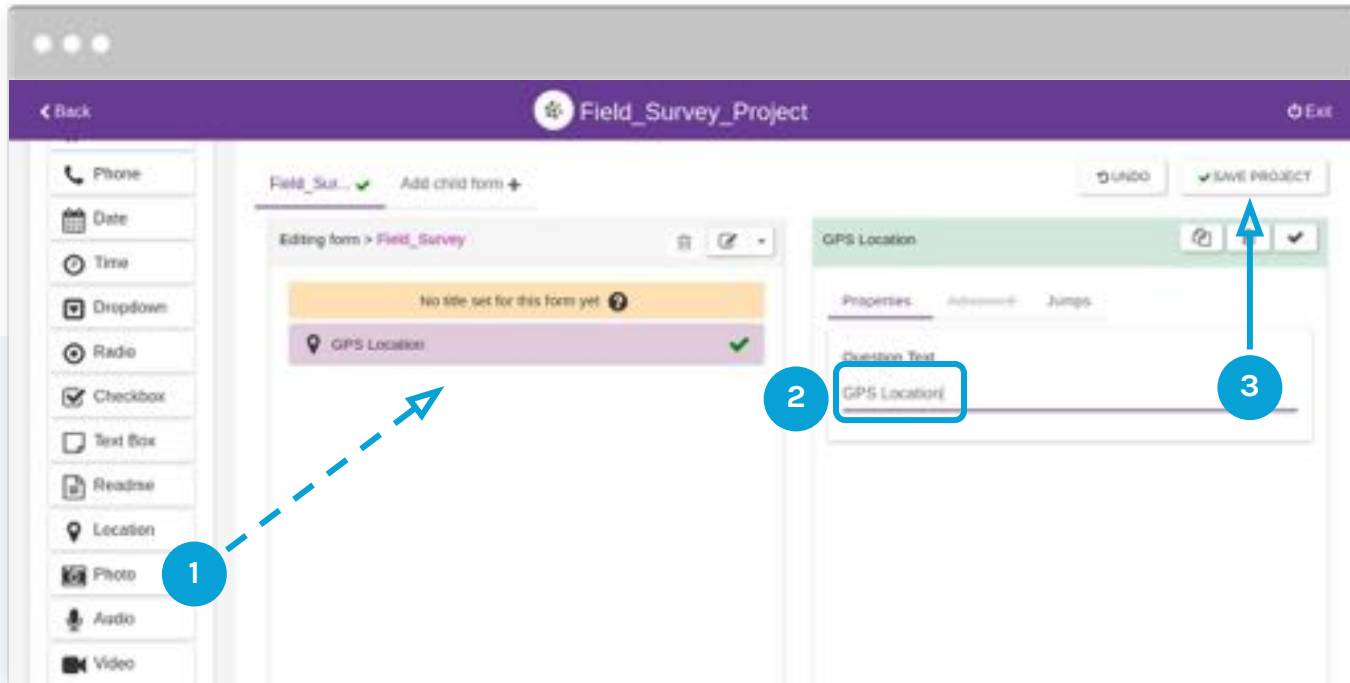 Back
Field_Survey_Project
Exit
Phone
Date
Time
Dropdown
Radio
Checkbox
Text Box
Readme
Location
Photo
Audio
Video
1
Field_Sur...
Add child form +
UNDO
SAVE PROJECT
Editing form > Field_Survey
No title set for this form yet ?
GPS Location
GPS Location
Properties
Advanced
Jumps
Question Text
2
GPS Location
3